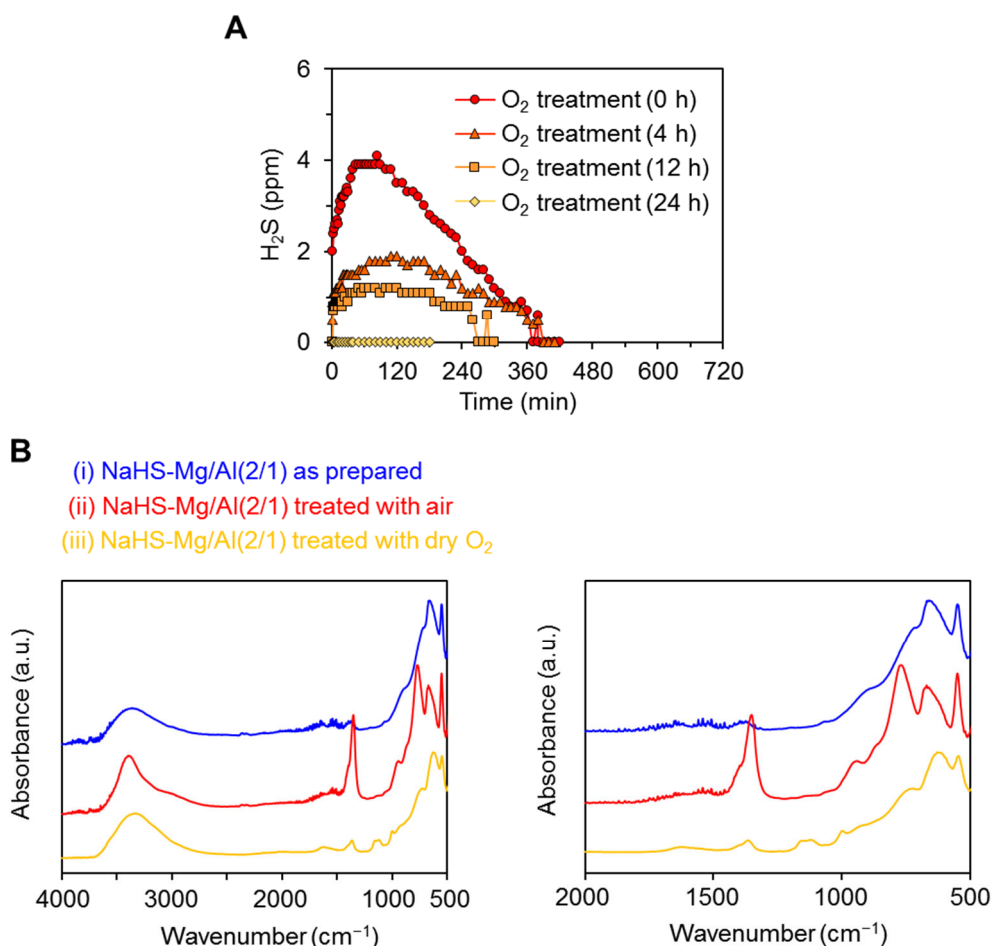 A
6
4
2
0
H₂S (ppm)
O₂ treatment (0 h)
O₂ treatment (4 h)
O₂ treatment (12 h)
O₂ treatment (24 h)
0 120 240 360 480 600 720
Time (min)
B
(i) NaHS-Mg/Al(2/1) as prepared
(ii) NaHS-Mg/Al(2/1) treated with air
(iii) NaHS-Mg/Al(2/1) treated with dry O₂
Absorbance (a.u.)
4000 3000 2000 1000 500
Wavenumber (cm⁻¹)
Absorbance (a.u.)
2000 1500 1000 500
Wavenumber (cm⁻¹)